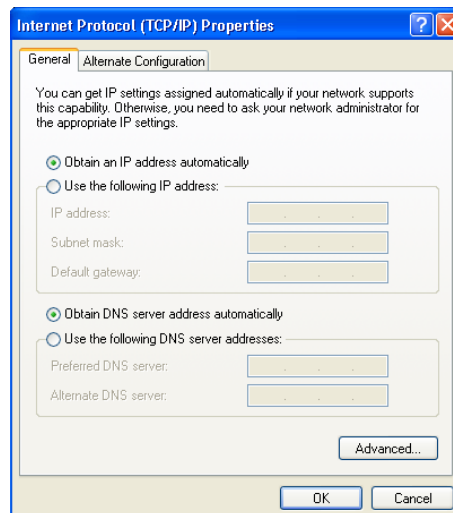 Internet Protocol (TCP/IP) Properties
General
Alternate Configuration
You can get IP settings assigned automatically if your network supports
this capability. Otherwise, you need to ask your network administrator for
the appropriate IP settings.
Obtain an IP address automatically
Use the following IP address:
IP address:
Subnet mask:
Default gateway:
Obtain DNS server address automatically
Use the following DNS server addresses:
Preferred DNS server:
Alternate DNS server:
Advanced...
OK
Cancel